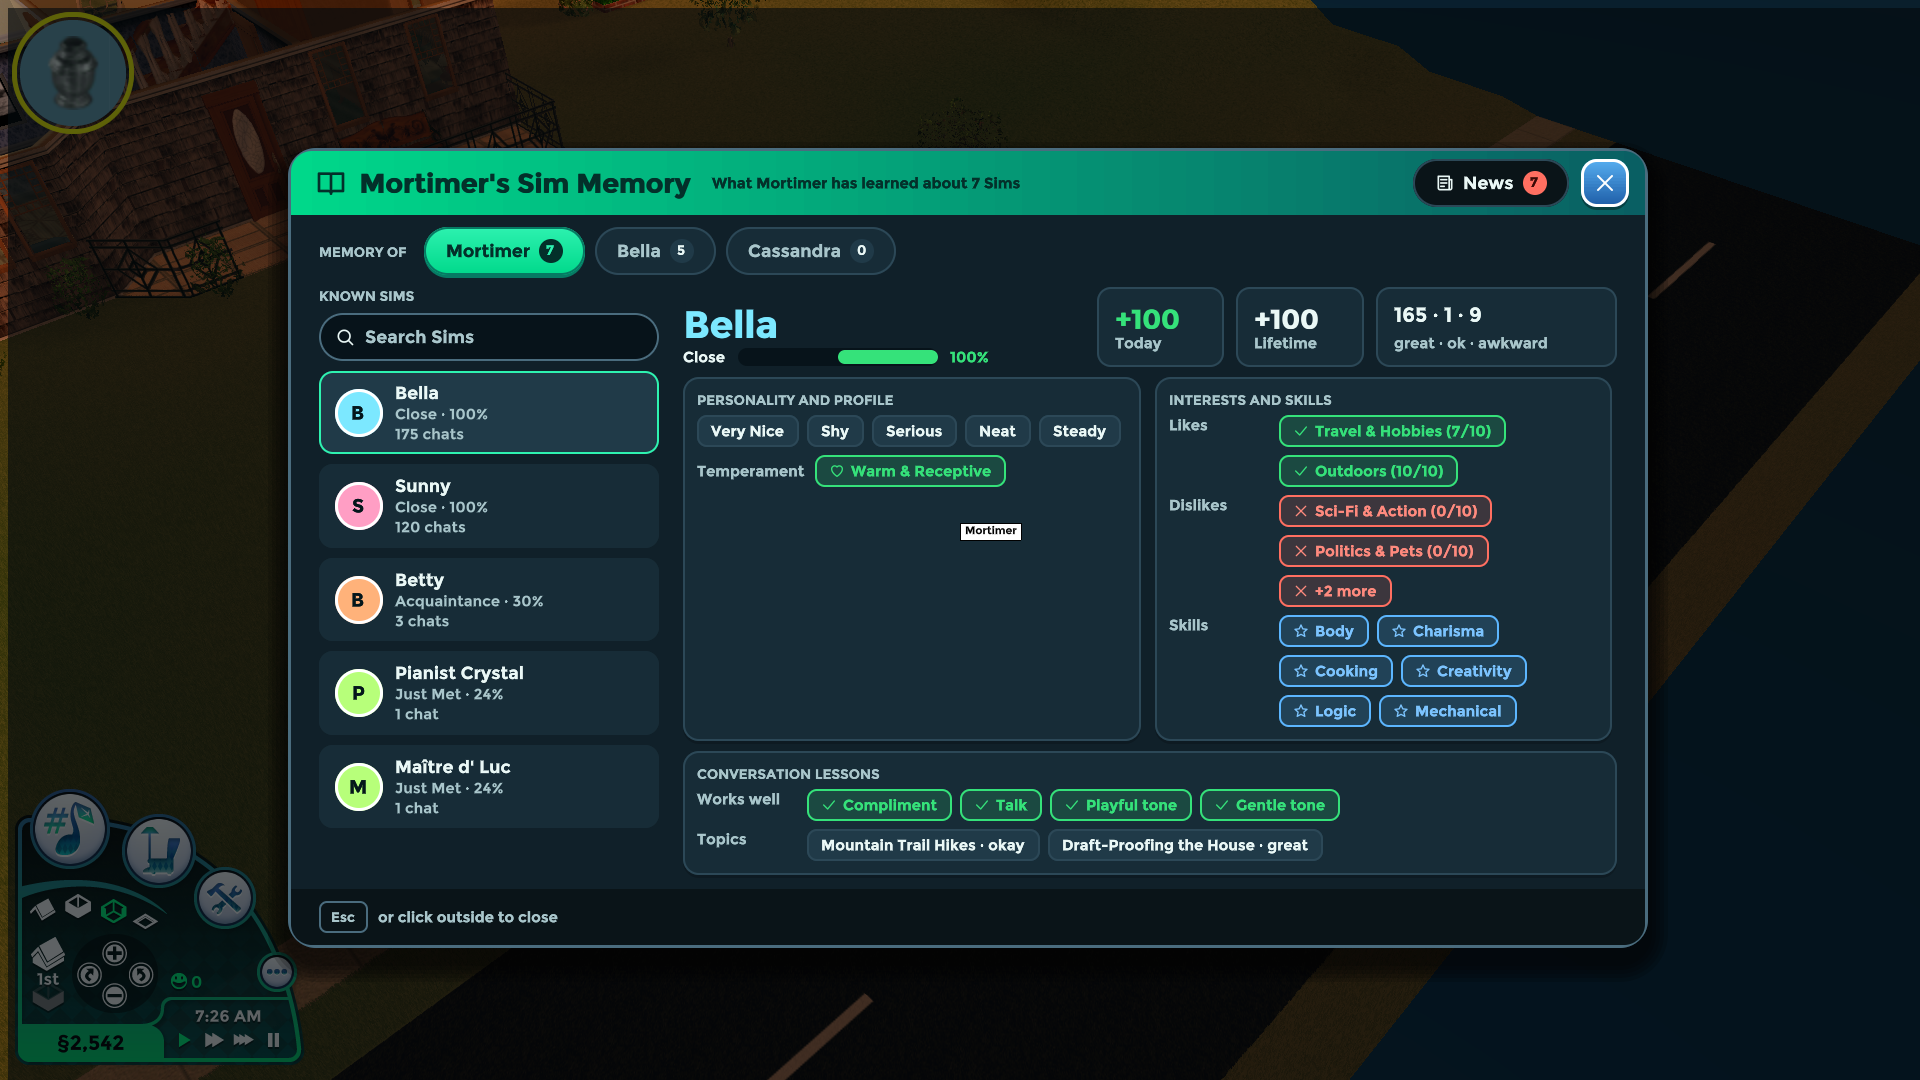 Mortimer's Sim Memory
What Mortimer has learned about 7 Sims
News 7
MEMORY OF
Mortimer 7
Bella 5
Cassandra 0
KNOWN SIMS
Search Sims
B
Bella
Close · 100%
175 chats
S
Sunny
Close · 100%
120 chats
B
Betty
Acquaintance · 30%
3 chats
P
Pianist Crystal
Just Met · 24%
1 chat
M
Maître d' Luc
Just Met · 24%
1 chat
Bella
Close
100%
+100
Today
+100
Lifetime
165 · 1 · 9
great · ok · awkward
PERSONALITY AND PROFILE
Very Nice
Shy
Serious
Neat
Steady
Temperament
Warm & Receptive
Mortimer
INTERESTS AND SKILLS
Likes
Travel & Hobbies (7/10)
Outdoors (10/10)
Dislikes
Sci-Fi & Action (0/10)
Politics & Pets (0/10)
+2 more
Skills
Body
Charisma
Cooking
Creativity
Logic
Mechanical
CONVERSATION LESSONS
Works well
Compliment
Talk
Playful tone
Gentle tone
Topics
Mountain Trail Hikes · okay
Draft-Proofing the House · great
Esc
or click outside to close
1st
0
7:26 AM
§2,542